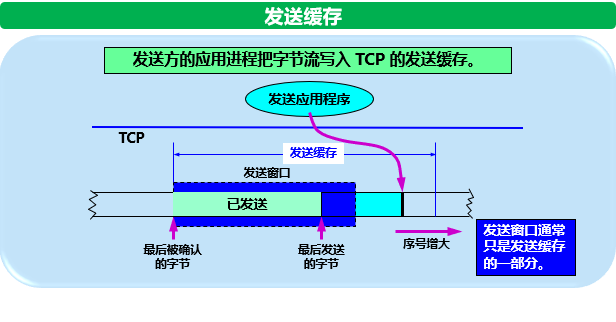 发送缓存
发送方的应用进程把字节流写入 TCP 的发送缓存。
发送应用程序
TCP
发送缓存
发送窗口
已发送
最后被确认
的字节
最后发送
的字节
序号增大
发送窗口通常
只是发送缓存
的一部分。